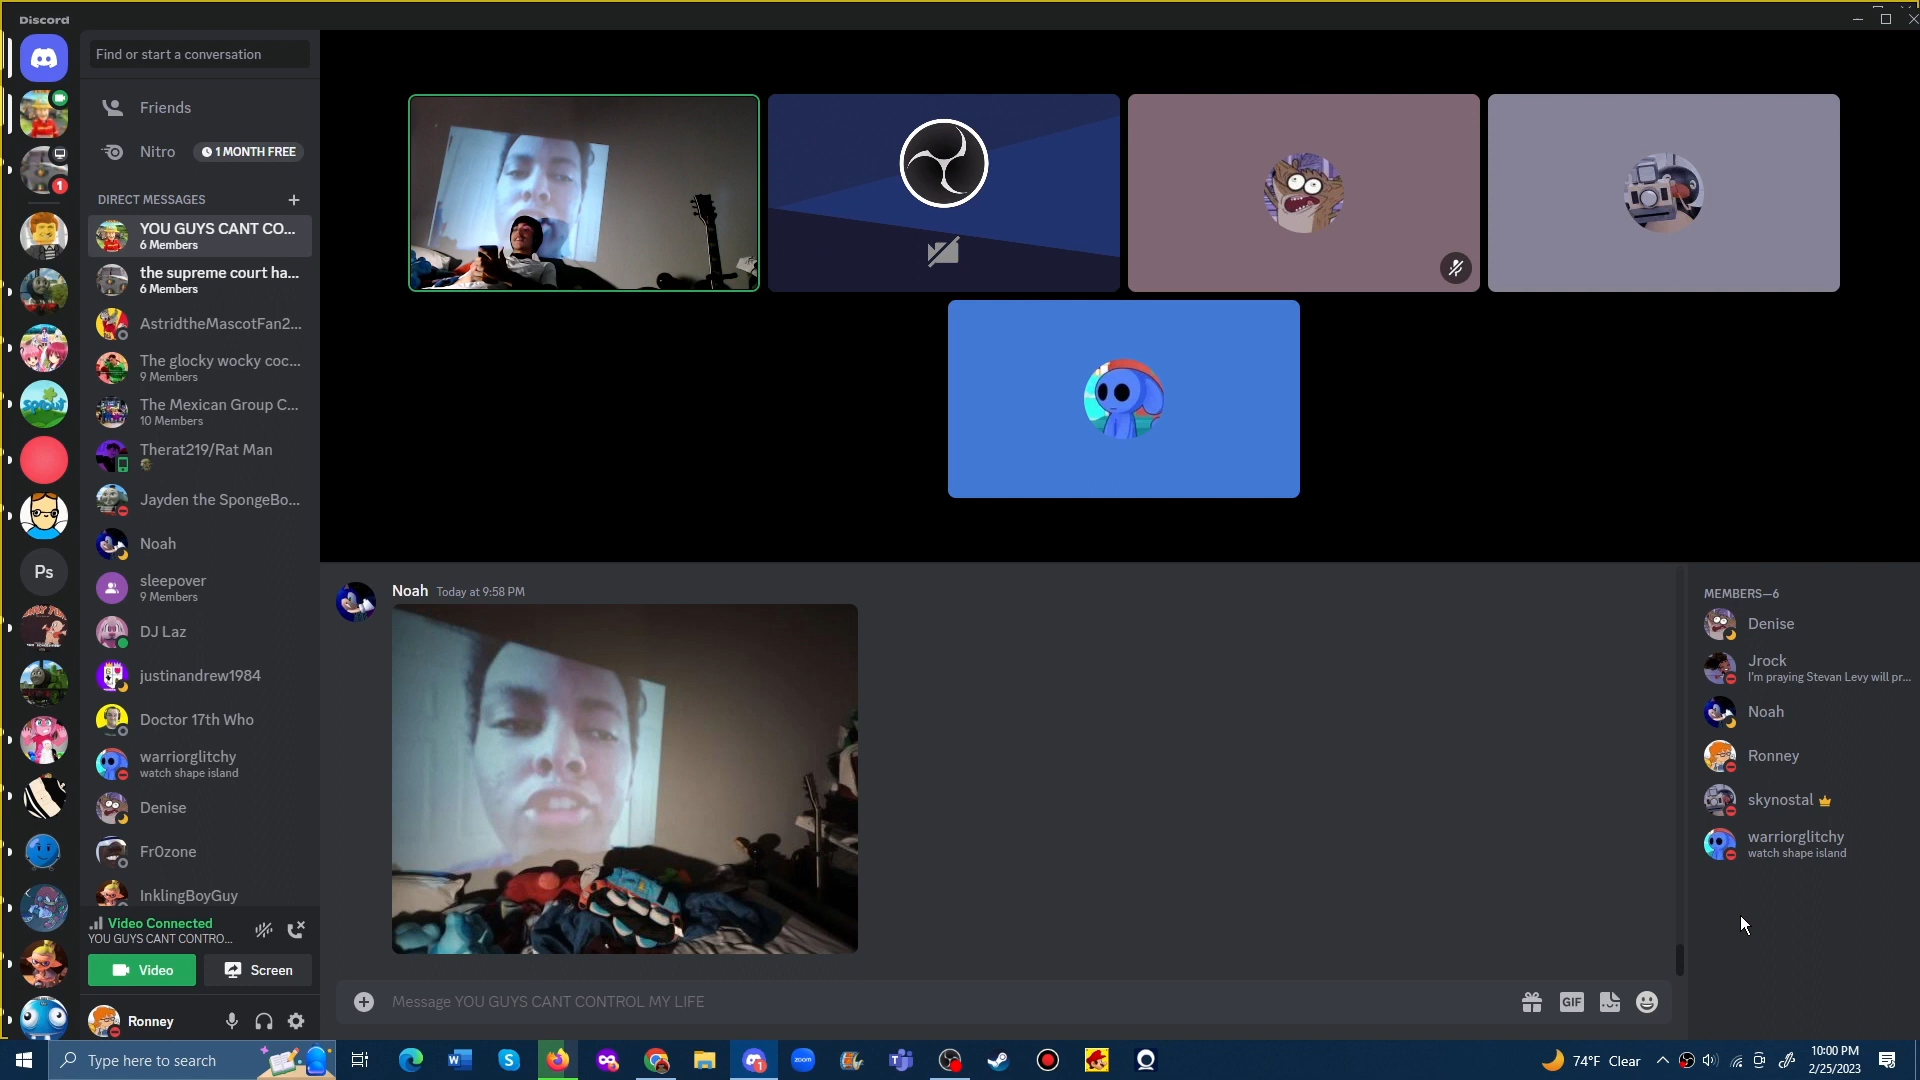 Discord
Find or start a conversation
Friends
Nitro
1 MONTH FREE
DIRECT MESSAGES
YOU GUYS CANT CO...
6 Members
the supreme court ha...
6 Members
AstridtheMascotFan2...
The glocky wocky coc...
9 Members
The Mexican Group C...
10 Members
Therat219/Rat Man
Jayden the SpongeBo...
Noah
sleepover
9 Members
DJ Laz
justinandrew1984
Doctor 17th Who
warriorglitchy
watch shape island
Denise
Fr0zone
InklingBoyGuy
Video Connected
YOU GUYS CANT CONTRO...
Video
Screen
Ronney
1
sprout
Ps
Noah
Today at 9:58 PM
Message YOU GUYS CANT CONTROL MY LIFE
GIF
MEMBERS—6
Denise
Jrock
I'm praying Stevan Levy will pr...
Noah
Ronney
skynostal
warriorglitchy
watch shape island
Type here to search
zoom
1
74°F Clear
10:00 PM
2/25/2023